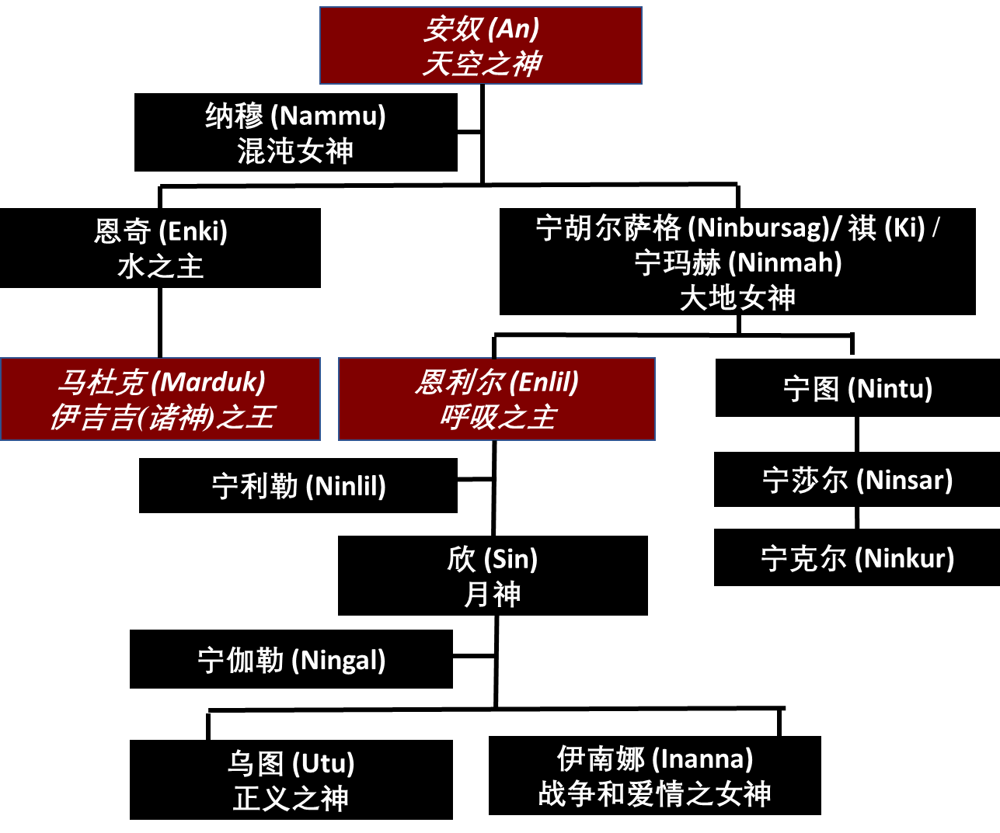 安奴 (An)
天空之神
纳穆 (Nammu)
混沌女神
恩奇 (Enki)
水之主
宁胡尔萨格 (Ninbursag)/ 祺 (Ki) /
宁玛赫 (Ninmah)
大地女神
马杜克 (Marduk)
伊吉吉(诸神)之王
恩利尔 (Enlil)
呼吸之主
宁图 (Nintu)
宁利勒 (Ninlil)
宁莎尔 (Ninsar)
欣 (Sin)
月神
宁克尔 (Ninkur)
宁伽勒 (Ningal)
乌图 (Utu)
正义之神
伊南娜 (Inanna)
战争和爱情之女神